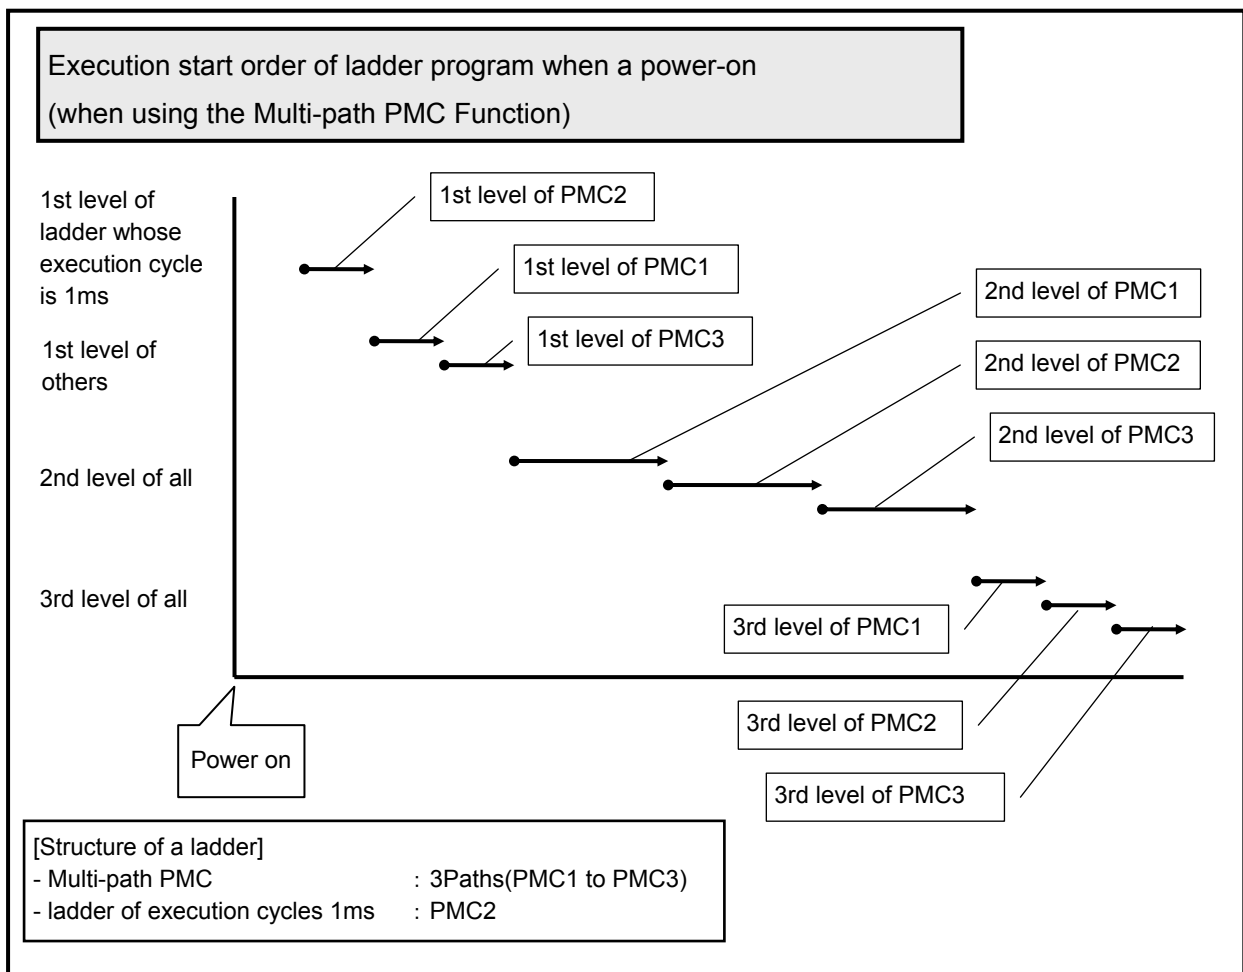 Execution start order of ladder program when a power-on
(when using the Multi-path PMC Function)
1st level of
ladder whose
execution cycle
is 1ms
1st level of PMC2
1st level of PMC1
2nd level of PMC1
1st level of
others
1st level of PMC3
2nd level of PMC2
2nd level of PMC3
2nd level of all
3rd level of all
3rd level of PMC1
3rd level of PMC2
Power on
3rd level of PMC3
[Structure of a ladder]
- Multi-path PMC : 3Paths(PMC1 to PMC3)
- ladder of execution cycles 1ms : PMC2